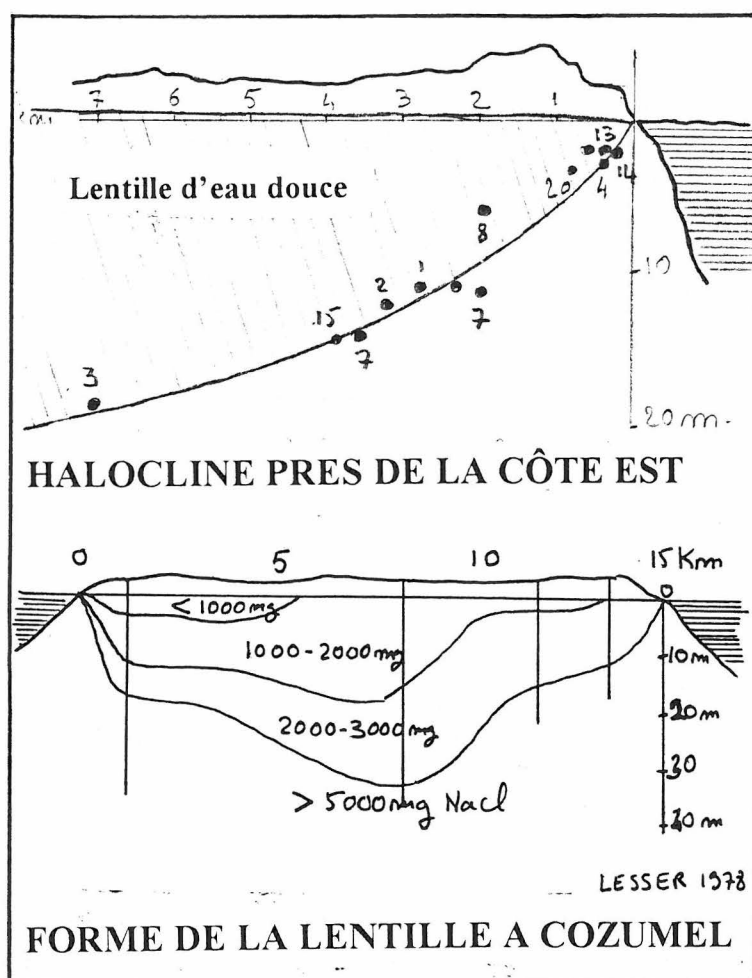 7 6 5 4 3 2 1
Lentille d'eau douce
13
14
20
4
8
10
1
2
7
15
7
3
20 m.
HALOCLINE PRES DE LA CÔTE EST
0 5 10 15 Km
0
< 1000 mg
1000-2000 mg
10 m
2000-3000 mg
20 m
> 5000 mg Nacl
LESSER 1978
FORME DE LA LENTILLE A COZUMEL